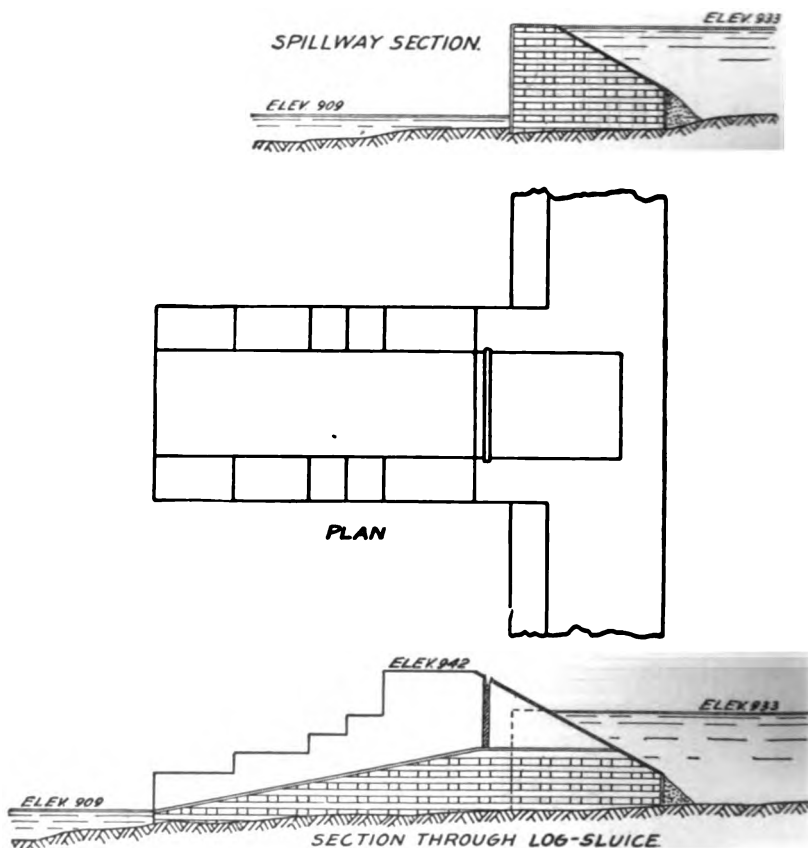 ELEV. 933
SPILLWAY SECTION.
ELEV. 909
PLAN
ELEV. 942
ELEV. 933
ELEV. 909
SECTION THROUGH LOG-SLUICE.